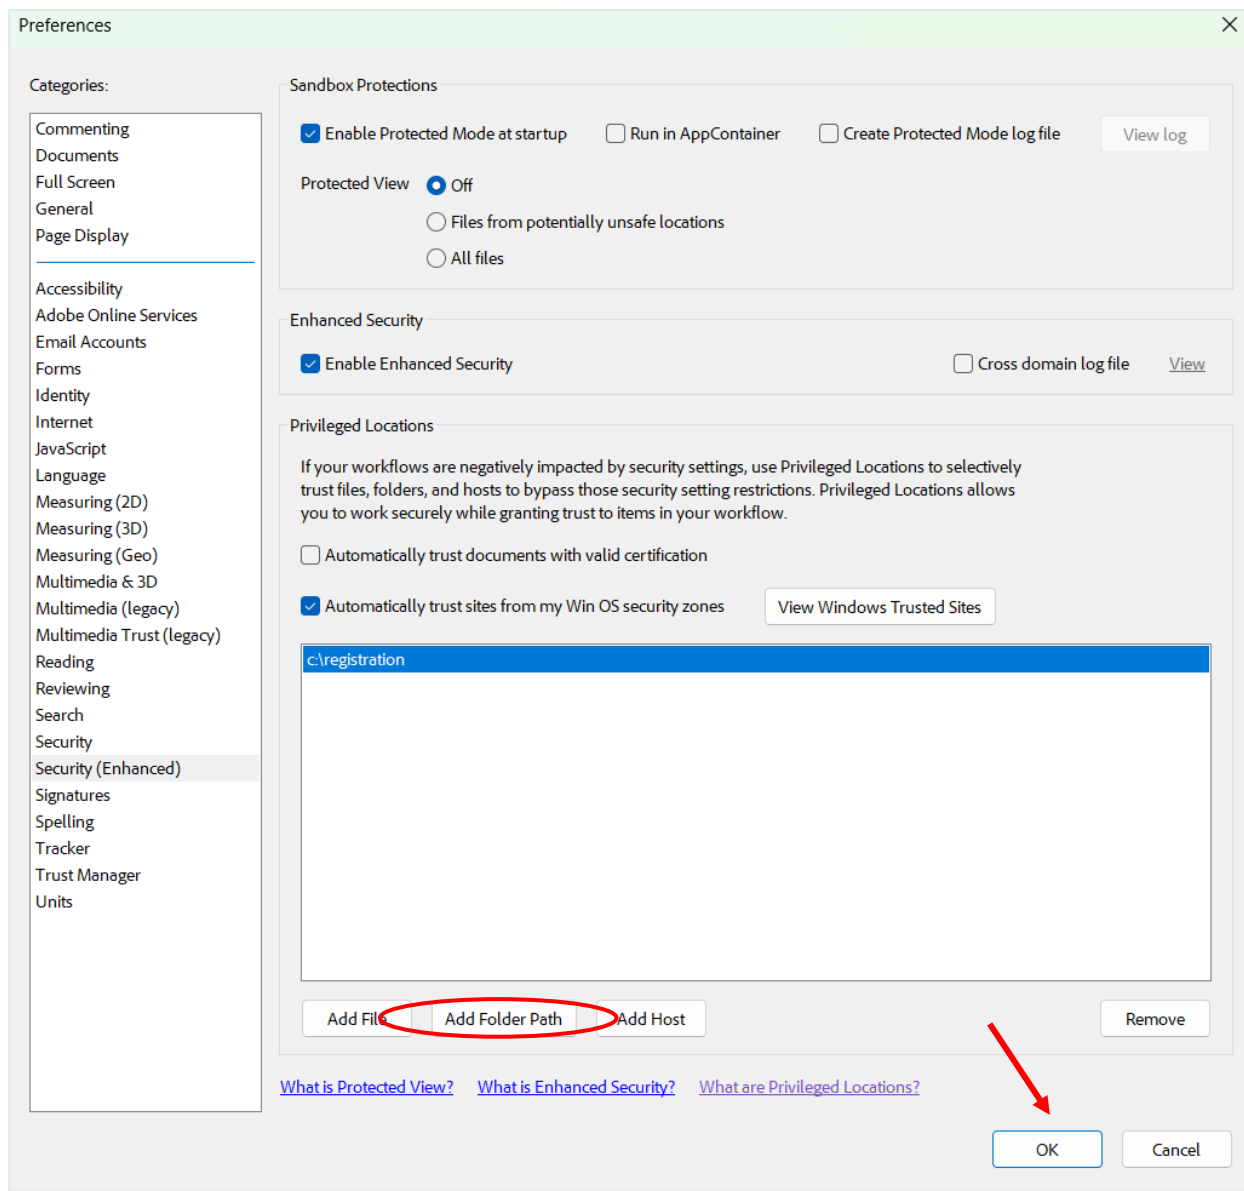 Preferences
Categories:
Commenting
Documents
Full Screen
General
Page Display
Accessibility
Adobe Online Services
Email Accounts
Forms
Identity
Internet
JavaScript
Language
Measuring (2D)
Measuring (3D)
Measuring (Geo)
Multimedia & 3D
Multimedia (legacy)
Multimedia Trust (legacy)
Reading
Reviewing
Search
Security
Security (Enhanced)
Signatures
Spelling
Tracker
Trust Manager
Units
Sandbox Protections
Enable Protected Mode at startup Run in AppContainer Create Protected Mode log file View log
Protected View Off
Files from potentially unsafe locations
All files
Enhanced Security
Enable Enhanced Security Cross domain log file View
Privileged Locations
If your workflows are negatively impacted by security settings, use Privileged Locations to selectively
trust files, folders, and hosts to bypass those security setting restrictions. Privileged Locations allows
you to work securely while granting trust to items in your workflow.
Automatically trust documents with valid certification
Automatically trust sites from my Win OS security zones View Windows Trusted Sites
c:\registration
Add File Add Folder Path Add Host Remove
What is Protected View? What is Enhanced Security? What are Privileged Locations?
OK Cancel